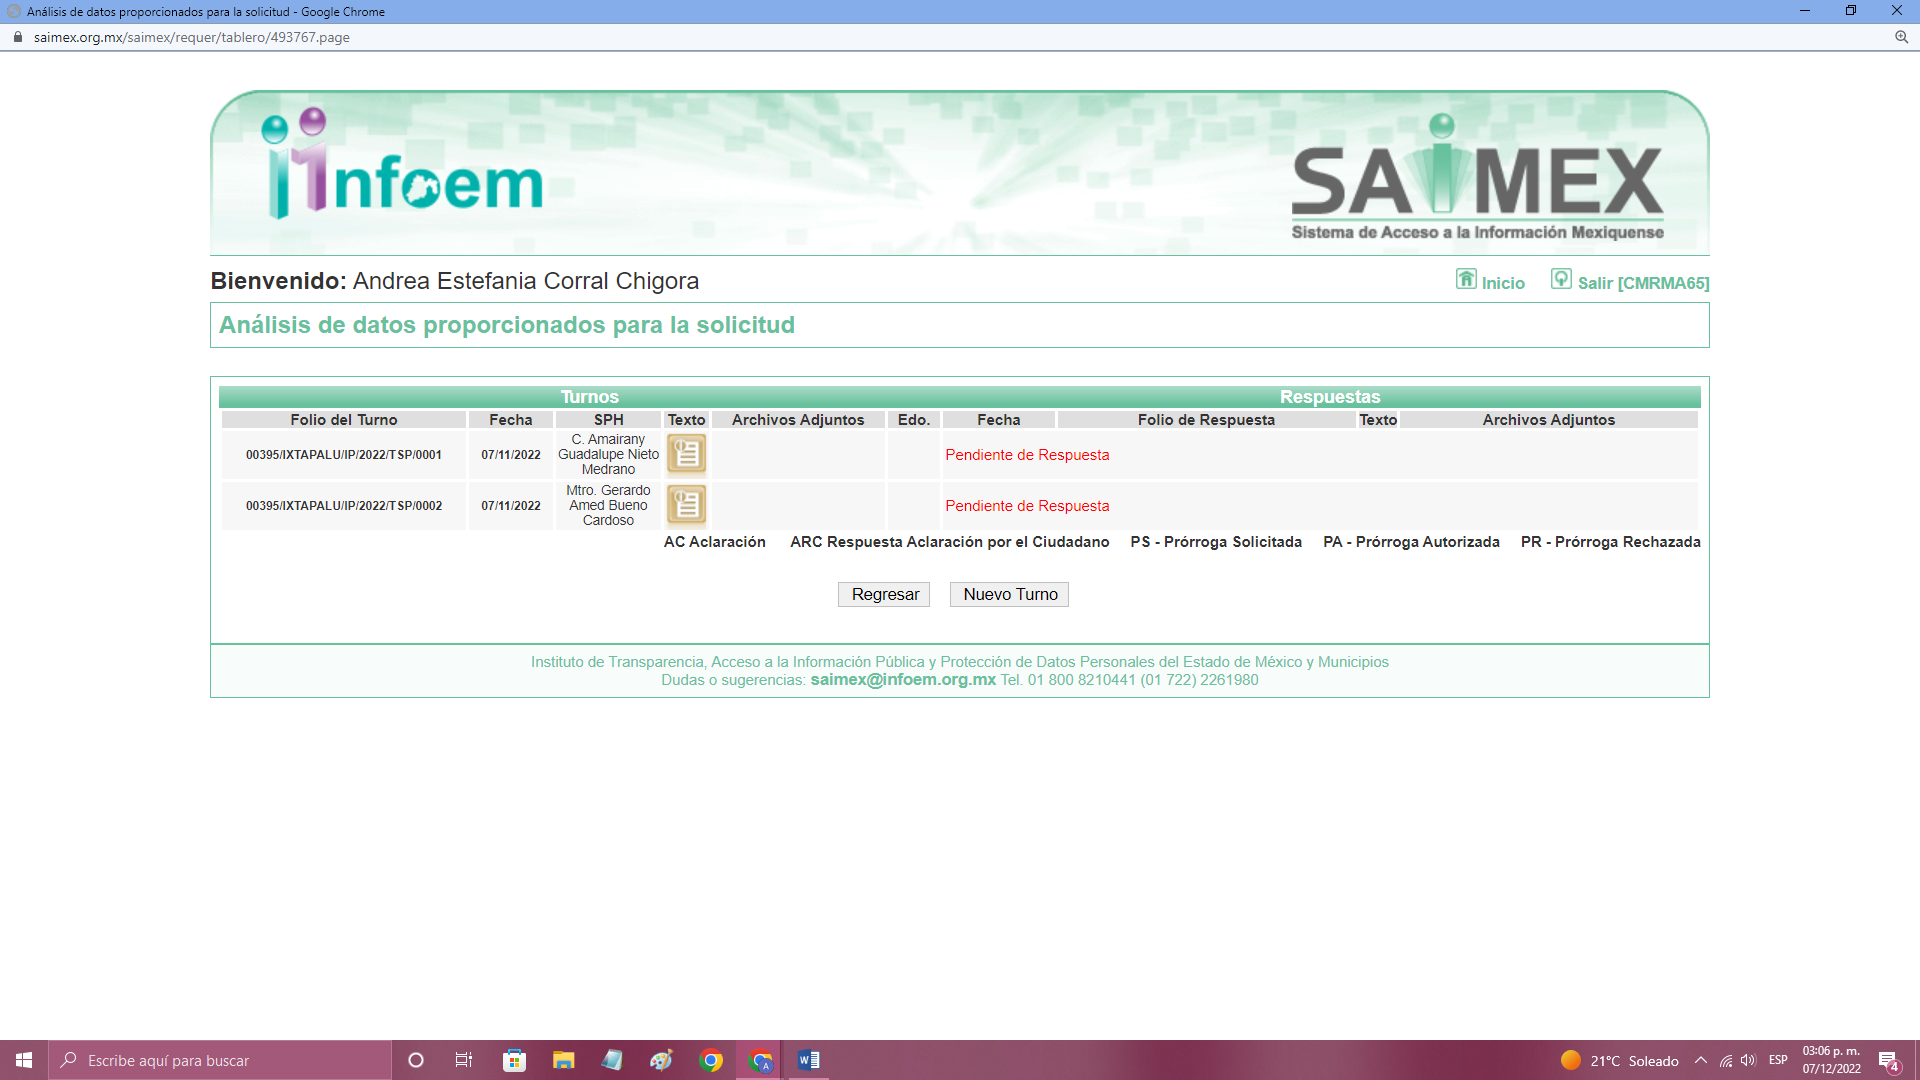 Análisis de datos proporcionados para la solicitud - Google Chrome
saimex.org.mx/saimex/requer/tablero/493767.page
infoem
SAIMEX
Sistema de Acceso a la Información Mexiquense
Bienvenido: Andrea Estefania Corral Chigora
Inicio Salir [CMRMA65]
Análisis de datos proporcionados para la solicitud
Turnos Respuestas
Folio del Turno Fecha SPH Texto Archivos Adjuntos Edo. Fecha Folio de Respuesta Texto Archivos Adjuntos
00395/IXTAPALU/IP/2022/TSP/0001 07/11/2022 C. Amairany Guadalupe Nieto Medrano Pendiente de Respuesta
00395/IXTAPALU/IP/2022/TSP/0002 07/11/2022 Mtro. Gerardo Amed Bueno Cardoso Pendiente de Respuesta
AC Aclaración ARC Respuesta Aclaración por el Ciudadano PS - Prórroga Solicitada PA - Prórroga Autorizada PR - Prórroga Rechazada
Regresar Nuevo Turno
Instituto de Transparencia, Acceso a la Información Pública y Protección de Datos Personales del Estado de México y Municipios
Dudas o sugerencias: saimex@infoem.org.mx Tel. 01 800 8210441 (01 722) 2261980
Escribe aquí para buscar
21°C Soleado
ESP
03:06 p. m.
07/12/2022
4